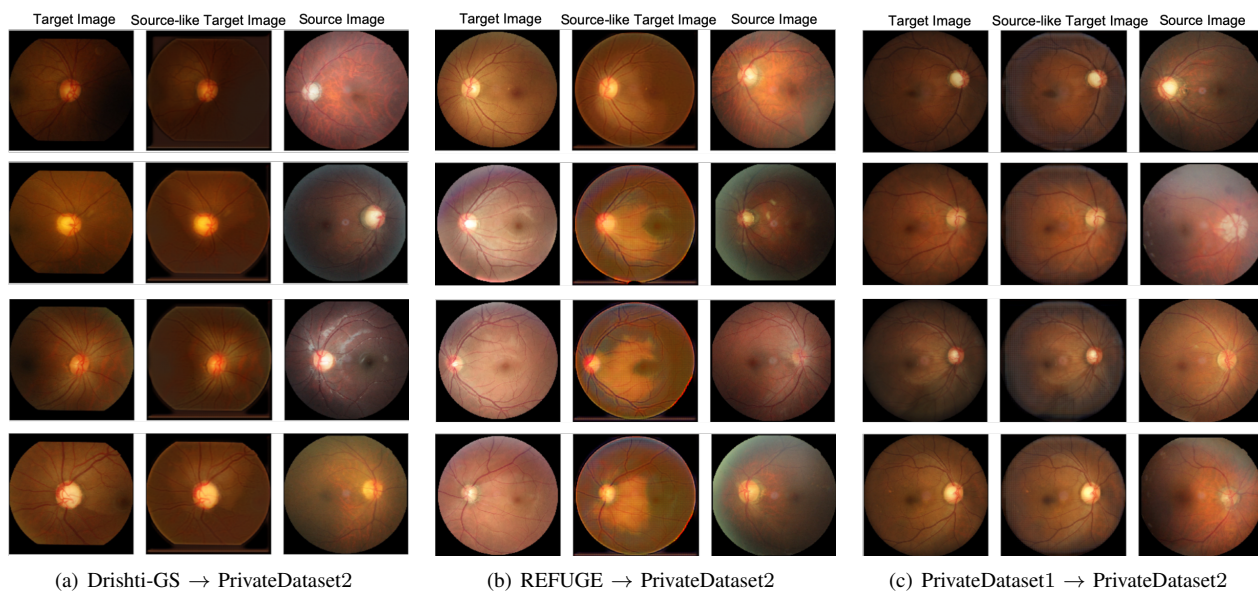 Target Image Source-like Target Image Source Image
Target Image Source-like Target Image Source Image
Target Image Source-like Target Image Source Image
(a) Drishti-GS → PrivateDataset2
(b) REFUGE → PrivateDataset2
(c) PrivateDataset1 → PrivateDataset2